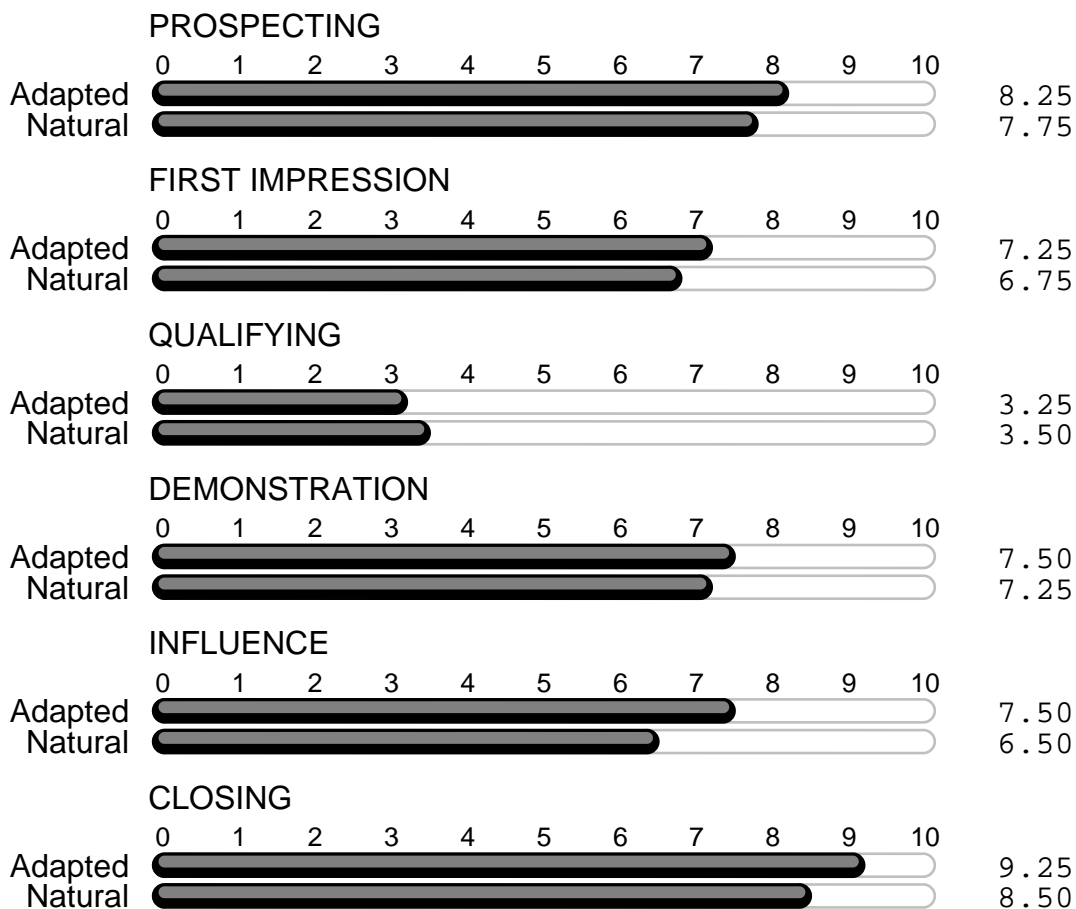 PROSPECTING
0 1 2 3 4 5 6 7 8 9 10
Adapted 8.25
Natural 7.75
FIRST IMPRESSION
0 1 2 3 4 5 6 7 8 9 10
Adapted 7.25
Natural 6.75
QUALIFYING
0 1 2 3 4 5 6 7 8 9 10
Adapted 3.25
Natural 3.50
DEMONSTRATION
0 1 2 3 4 5 6 7 8 9 10
Adapted 7.50
Natural 7.25
INFLUENCE
0 1 2 3 4 5 6 7 8 9 10
Adapted 7.50
Natural 6.50
CLOSING
0 1 2 3 4 5 6 7 8 9 10
Adapted 9.25
Natural 8.50